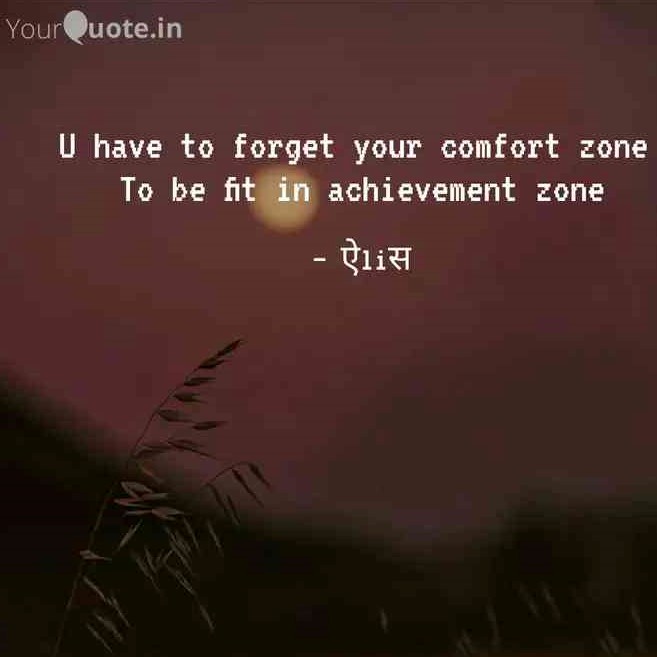 YourQuote.in
U have to forget your comfort zone
To be fit in achievement zone
- ऐliस